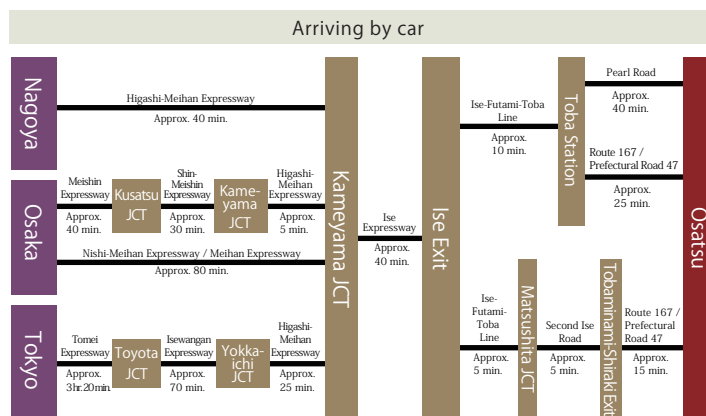 Arriving by car
Nagoya
Higashi-Meihan Expressway
Approx. 40 min.
Osaka
Meishin
Expressway
Approx.
40 min.
Kusatsu
JCT
Shin-
Meishin
Expressway
Approx.
30 min.
Kame-
yama
JCT
Higashi-
Meihan
Expressway
Approx.
5 min.
Nishi-Meihan Expressway / Meihan Expressway
Approx. 80 min.
Tokyo
Tomei
Expressway
Approx.
3hr.20min.
Toyota
JCT
Isewangan
Expressway
Approx.
70 min.
Yokka-
ichi
JCT
Higashi-
Meihan
Expressway
Approx.
25 min.
Kameyama JCT
Ise
Expressway
Approx.
40 min.
Ise Exit
Ise-Futami-Toba
Line
Approx.
10 min.
Toba Station
Pearl Road
Approx.
40 min.
Route 167 /
Prefectural Road 47
Approx.
25 min.
Ise-
Futami-
Toba
Line
Approx.
5 min.
Matsushita JCT
Second Ise
Road
Approx.
5 min.
Tobaminami-Shiraki Exit
Route 167 /
Prefectural
Road 47
Approx.
15 min.
Osatsu